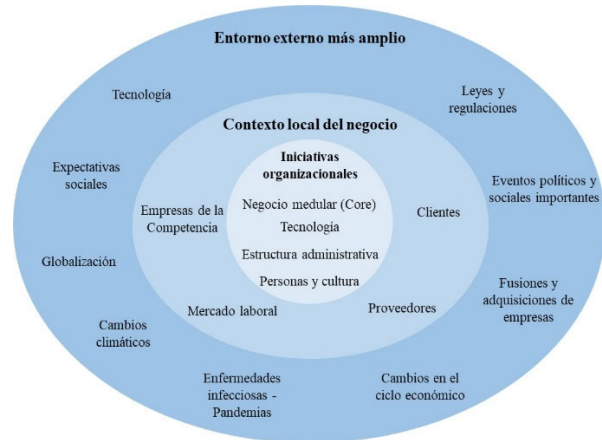 Entorno externo más amplio
Tecnología
Leyes y
regulaciones
Contexto local del negocio
Iniciativas
organizacionales
Expectativas
sociales
Eventos políticos y
sociales importantes
Empresas de la
Competencia
Negocio medular (Core)
Tecnología
Estructura administrativa
Personas y cultura
Clientes
Globalización
Fusiones y
adquisiciones de
empresas
Mercado laboral
Proveedores
Cambios
climáticos
Enfermedades
infecciosas -
Pandemias
Cambios en el
ciclo económico